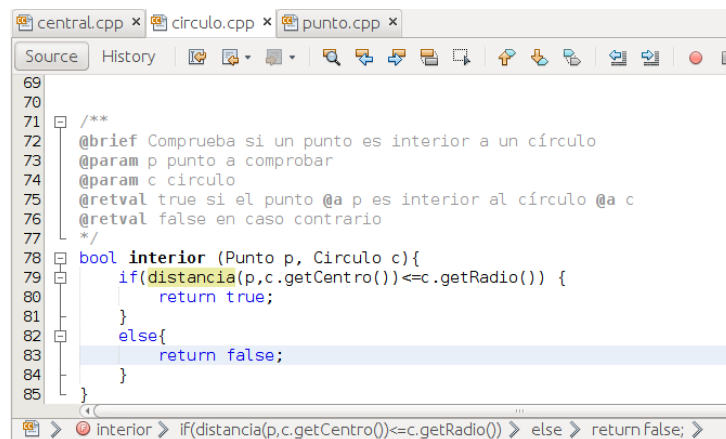 central.cpp × circulo.cpp × punto.cpp ×
Source History
69
70
71 /**
72 @brief Comprueba si un punto es interior a un círculo
73 @param p punto a comprobar
74 @param c circulo
75 @retval true si el punto @a p es interior al círculo @a c
76 @retval false en caso contrario
77 */
78 bool interior (Punto p, Circulo c){
79 if(distancia(p,c.getCentro())<=c.getRadio()) {
80 return true;
81 }
82 else{
83 return false;
84 }
85 }
interior > if(distancia(p,c.getCentro())<=c.getRadio()) > else > return false; >